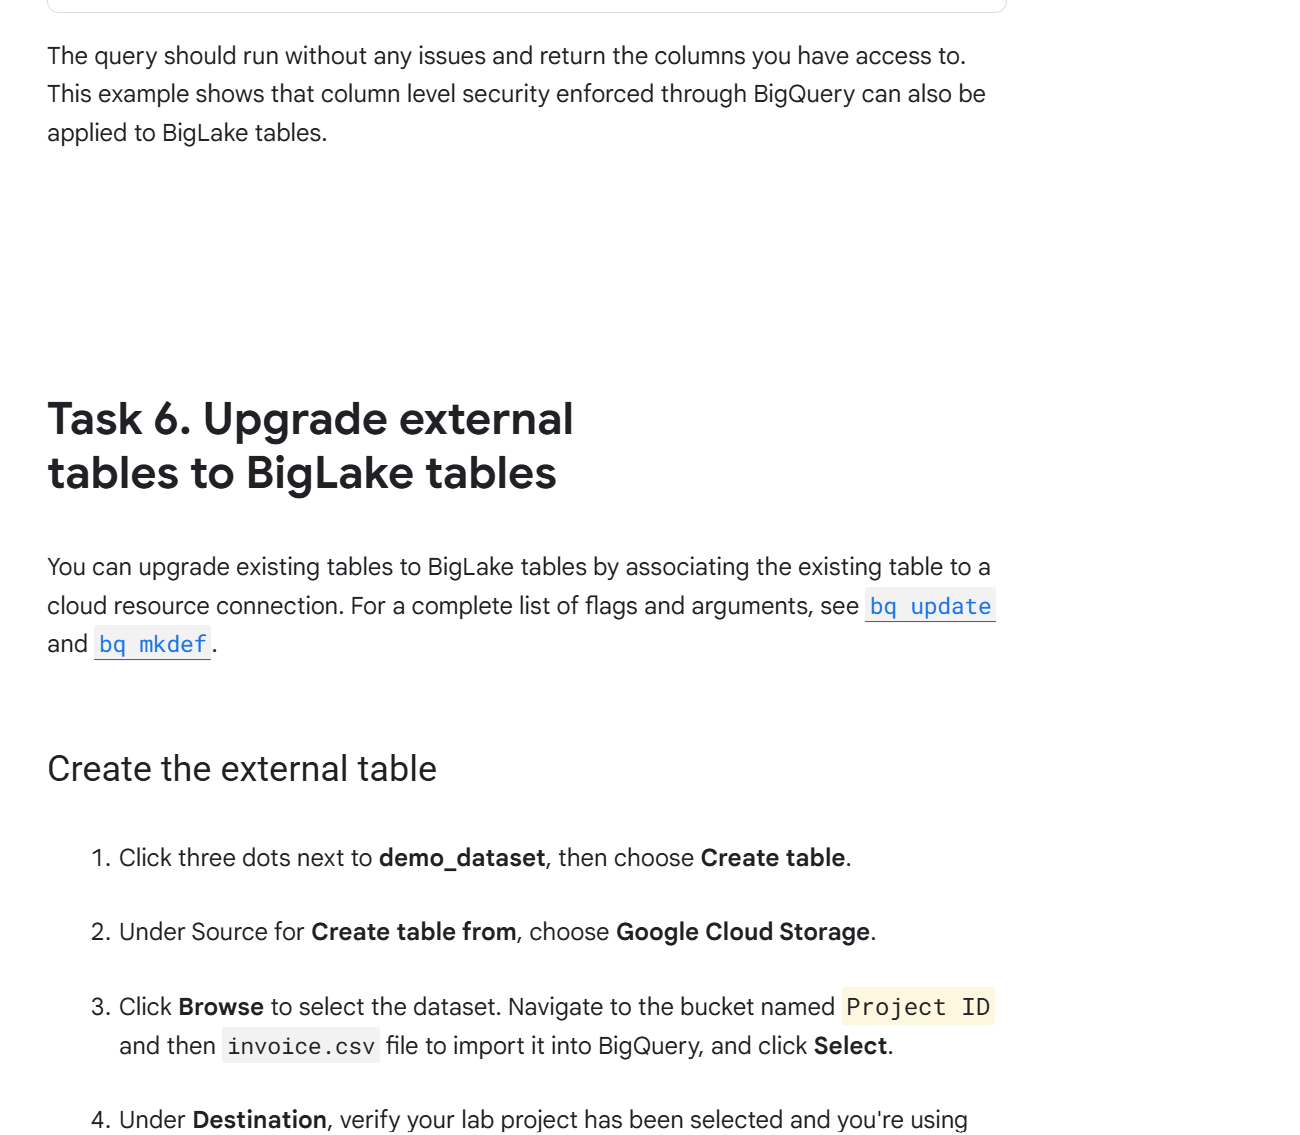 The query should run without any issues and return the columns you have access to.
This example shows that column level security enforced through BigQuery can also be
applied to BigLake tables.
Task 6. Upgrade external
tables to BigLake tables
You can upgrade existing tables to BigLake tables by associating the existing table to a
cloud resource connection. For a complete list of flags and arguments, see bq update
and bq mkdef.
Create the external table
1. Click three dots next to demo_dataset, then choose Create table.
2. Under Source for Create table from, choose Google Cloud Storage.
3. Click Browse to select the dataset. Navigate to the bucket named Project ID
and then invoice.csv file to import it into BigQuery, and click Select.
4. Under Destination, verify your lab project has been selected and you're using